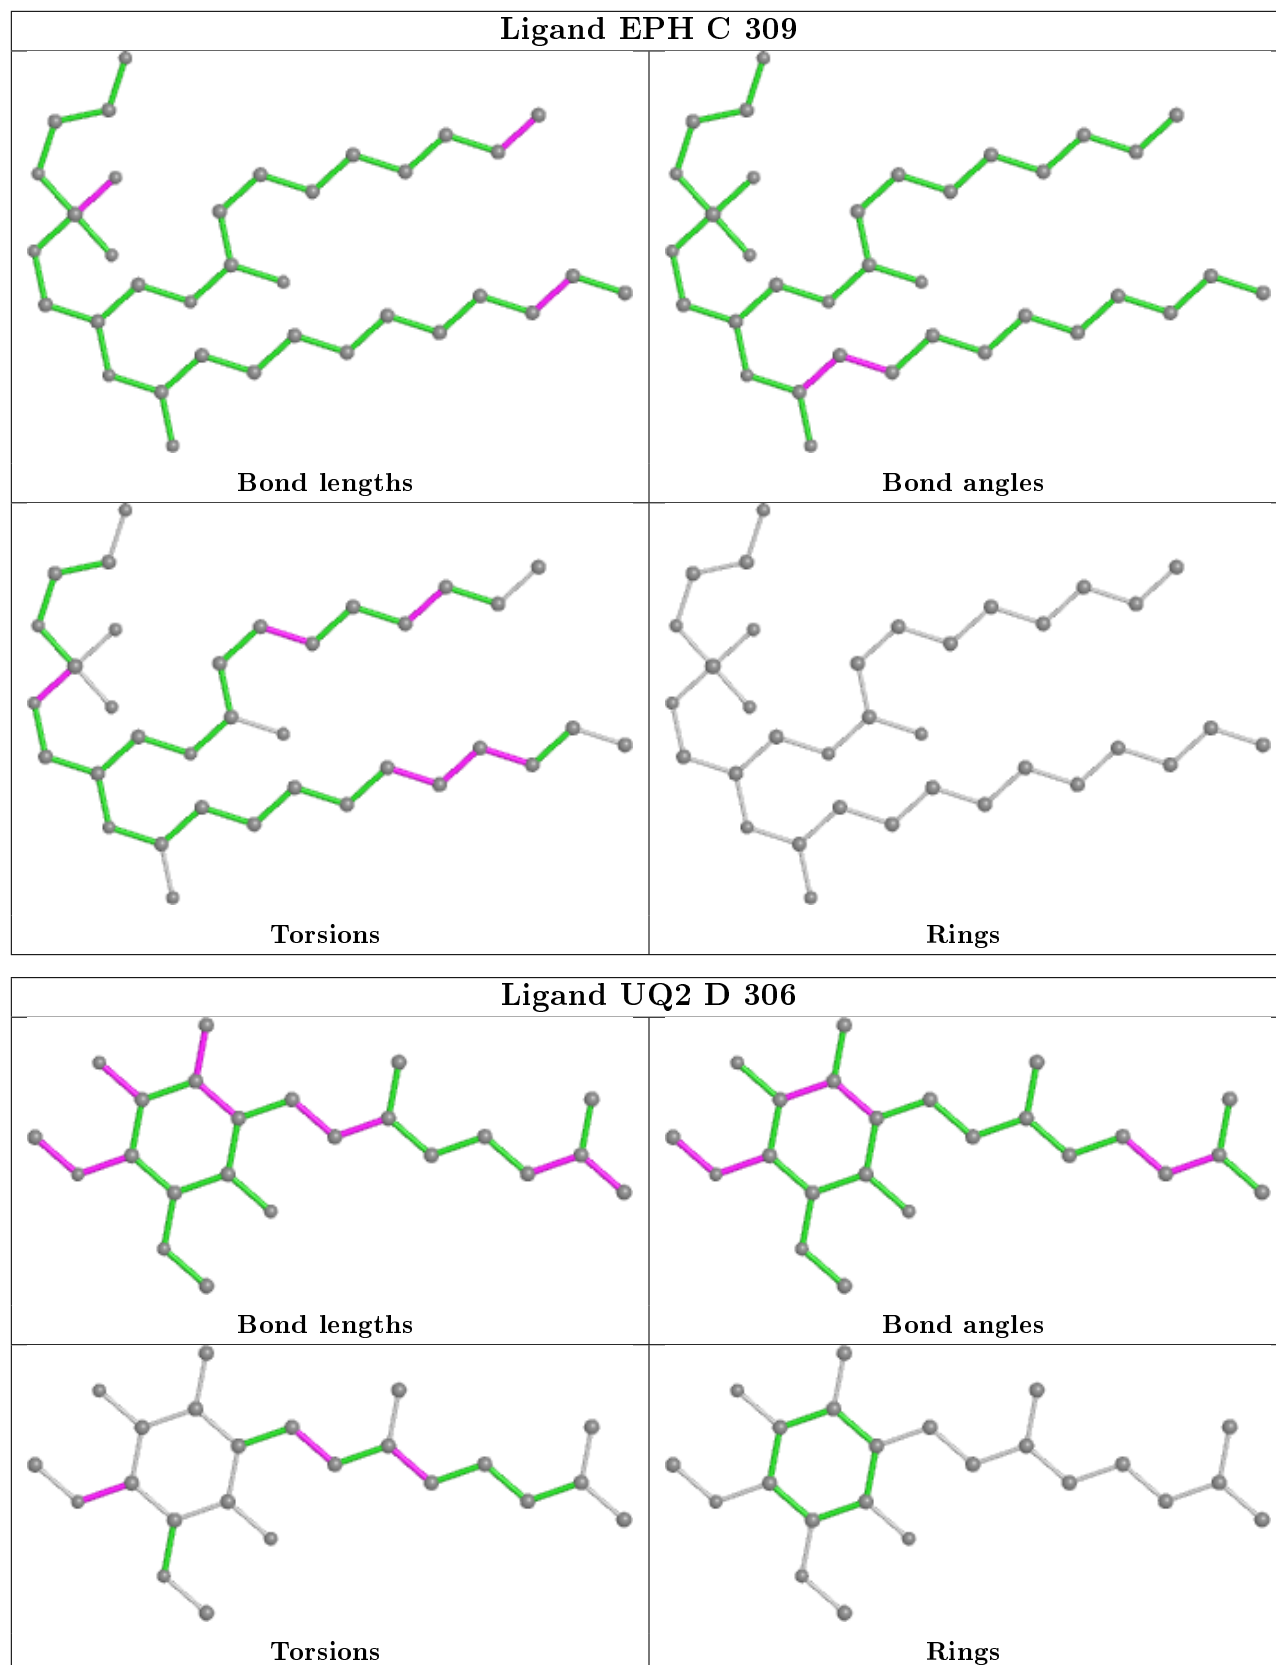 Ligand EPH C 309
Bond lengths
Bond angles
Torsions
Rings
Ligand UQ2 D 306
Bond lengths
Bond angles
Torsions
Rings